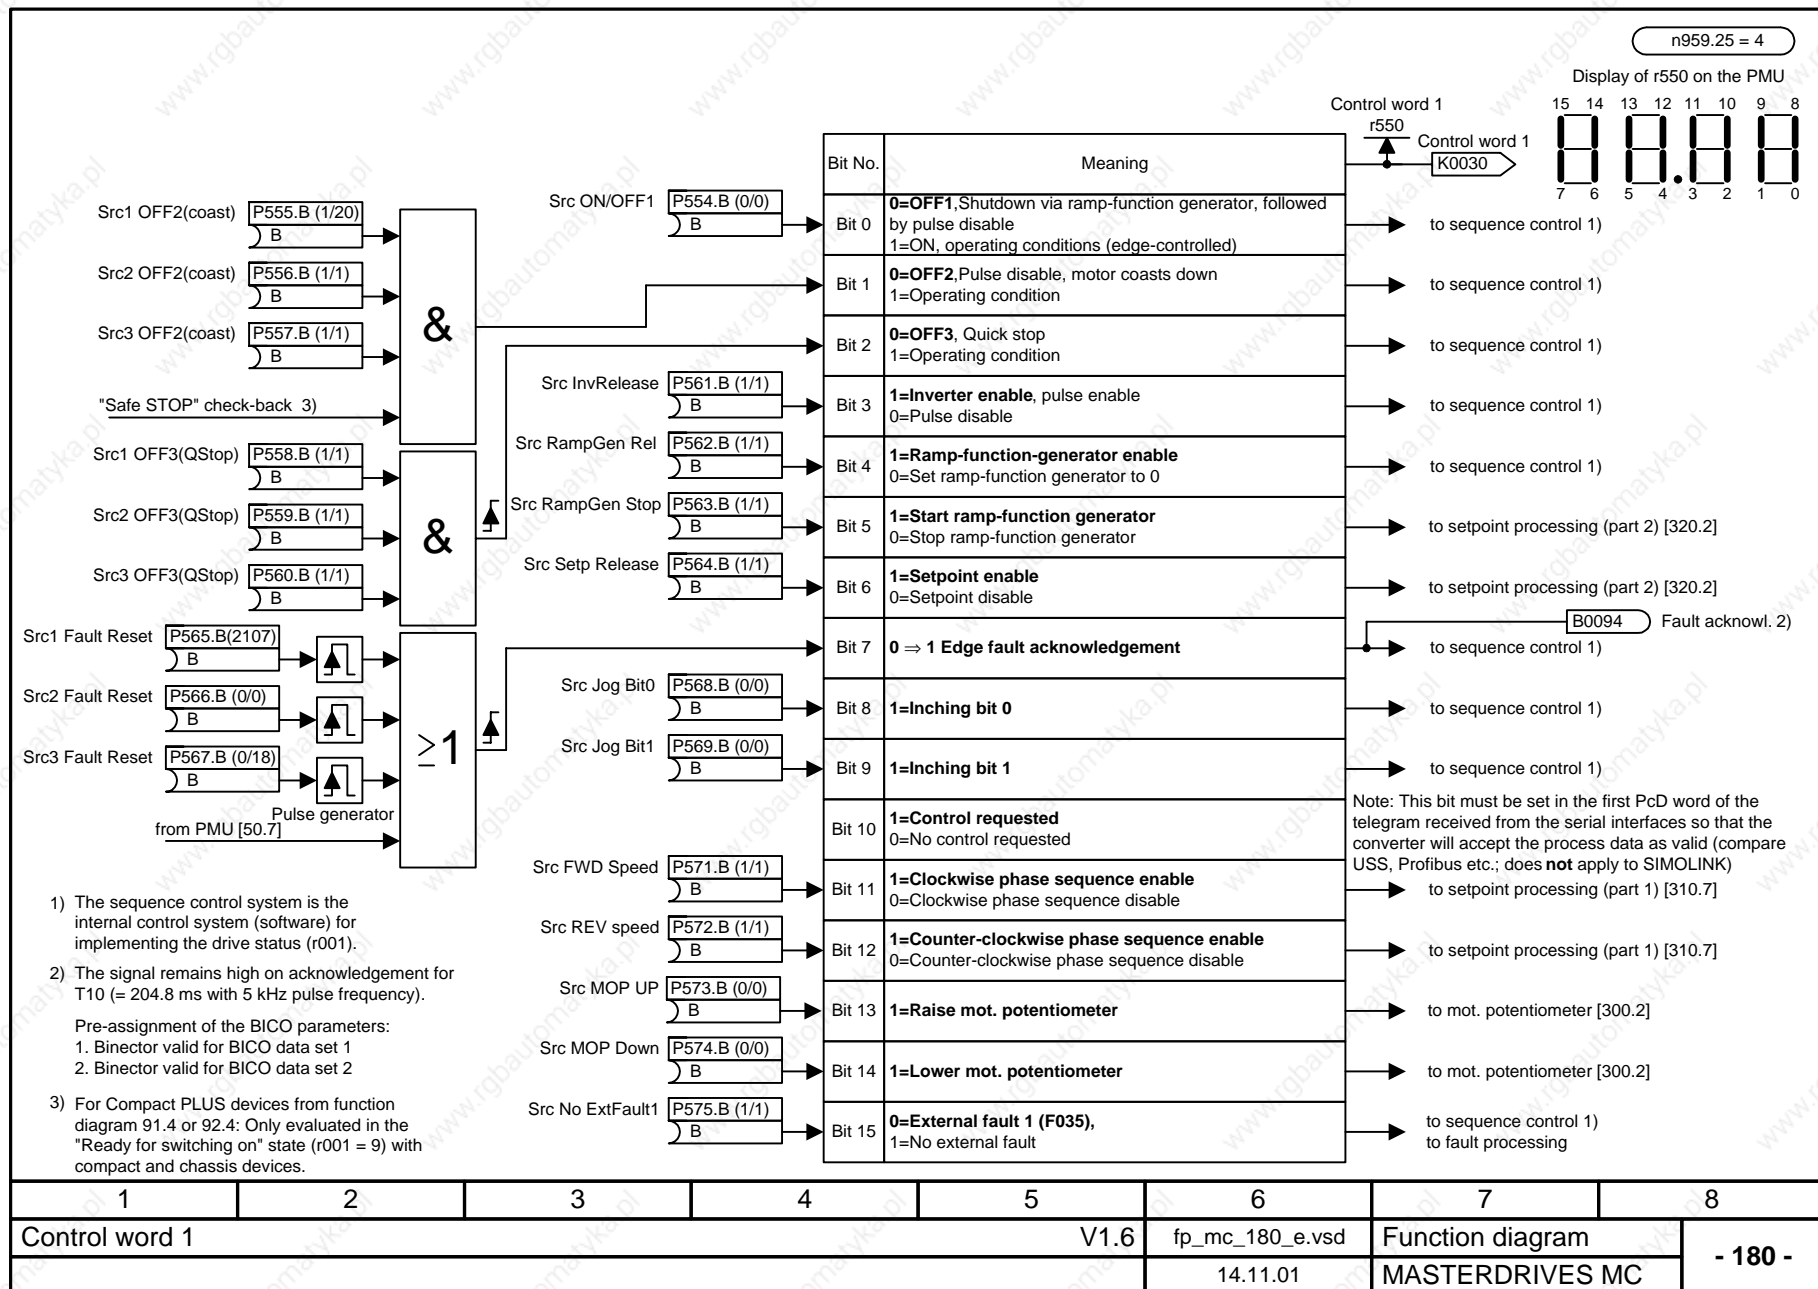 n959.25 = 4
Display of r550 on the PMU
15 14 13 12 11 10 9 8
7 6 5 4 3 2 1 0
Control word 1
r550
Control word 1
K0030
Bit No.
Meaning
Src1 OFF2(coast)
P555.B (1/20)
B
Src2 OFF2(coast)
P556.B (1/1)
B
Src3 OFF2(coast)
P557.B (1/1)
B
"Safe STOP" check-back 3)
&
Src1 OFF3(QStop)
P558.B (1/1)
B
Src2 OFF3(QStop)
P559.B (1/1)
B
Src3 OFF3(QStop)
P560.B (1/1)
B
&
Src1 Fault Reset
P565.B(2107)
B
Src2 Fault Reset
P566.B (0/0)
B
Src3 Fault Reset
P567.B (0/18)
B
Pulse generator
from PMU [50.7]
≥1
Src ON/OFF1
P554.B (0/0)
B
Bit 0
0=OFF1,Shutdown via ramp-function generator, followed
by pulse disable
1=ON, operating conditions (edge-controlled)
to sequence control 1)
Bit 1
0=OFF2,Pulse disable, motor coasts down
1=Operating condition
to sequence control 1)
Bit 2
0=OFF3, Quick stop
1=Operating condition
to sequence control 1)
Src InvRelease
P561.B (1/1)
B
Bit 3
1=Inverter enable, pulse enable
0=Pulse disable
to sequence control 1)
Src RampGen Rel
P562.B (1/1)
B
Bit 4
1=Ramp-function-generator enable
0=Set ramp-function generator to 0
to sequence control 1)
Src RampGen Stop
P563.B (1/1)
B
Bit 5
1=Start ramp-function generator
0=Stop ramp-function generator
to setpoint processing (part 2) [320.2]
Src Setp Release
P564.B (1/1)
B
Bit 6
1=Setpoint enable
0=Setpoint disable
to setpoint processing (part 2) [320.2]
B0094
Fault acknowl. 2)
Bit 7
0 ⇒ 1 Edge fault acknowledgement
to sequence control 1)
Src Jog Bit0
P568.B (0/0)
B
Bit 8
1=Inching bit 0
to sequence control 1)
Src Jog Bit1
P569.B (0/0)
B
Bit 9
1=Inching bit 1
to sequence control 1)
Bit 10
1=Control requested
0=No control requested
Note: This bit must be set in the first PcD word of the
telegram received from the serial interfaces so that the
converter will accept the process data as valid (compare
USS, Profibus etc.; does not apply to SIMOLINK)
Src FWD Speed
P571.B (1/1)
B
Bit 11
1=Clockwise phase sequence enable
0=Clockwise phase sequence disable
to setpoint processing (part 1) [310.7]
Src REV speed
P572.B (1/1)
B
Bit 12
1=Counter-clockwise phase sequence enable
0=Counter-clockwise phase sequence disable
to setpoint processing (part 1) [310.7]
Src MOP UP
P573.B (0/0)
B
Bit 13
1=Raise mot. potentiometer
to mot. potentiometer [300.2]
Src MOP Down
P574.B (0/0)
B
Bit 14
1=Lower mot. potentiometer
to mot. potentiometer [300.2]
Src No ExtFault1
P575.B (1/1)
B
Bit 15
0=External fault 1 (F035),
1=No external fault
to sequence control 1)
to fault processing
1) The sequence control system is the
internal control system (software) for
implementing the drive status (r001).
2) The signal remains high on acknowledgement for
T10 (= 204.8 ms with 5 kHz pulse frequency).
Pre-assignment of the BICO parameters:
1. Binector valid for BICO data set 1
2. Binector valid for BICO data set 2
3) For Compact PLUS devices from function
diagram 91.4 or 92.4: Only evaluated in the
"Ready for switching on" state (r001 = 9) with
compact and chassis devices.
1 2 3 4 5 6 7 8
Control word 1
V1.6
fp_mc_180_e.vsd
Function diagram
- 180 -
14.11.01
MASTERDRIVES MC
www.rgbautomatyka.pl